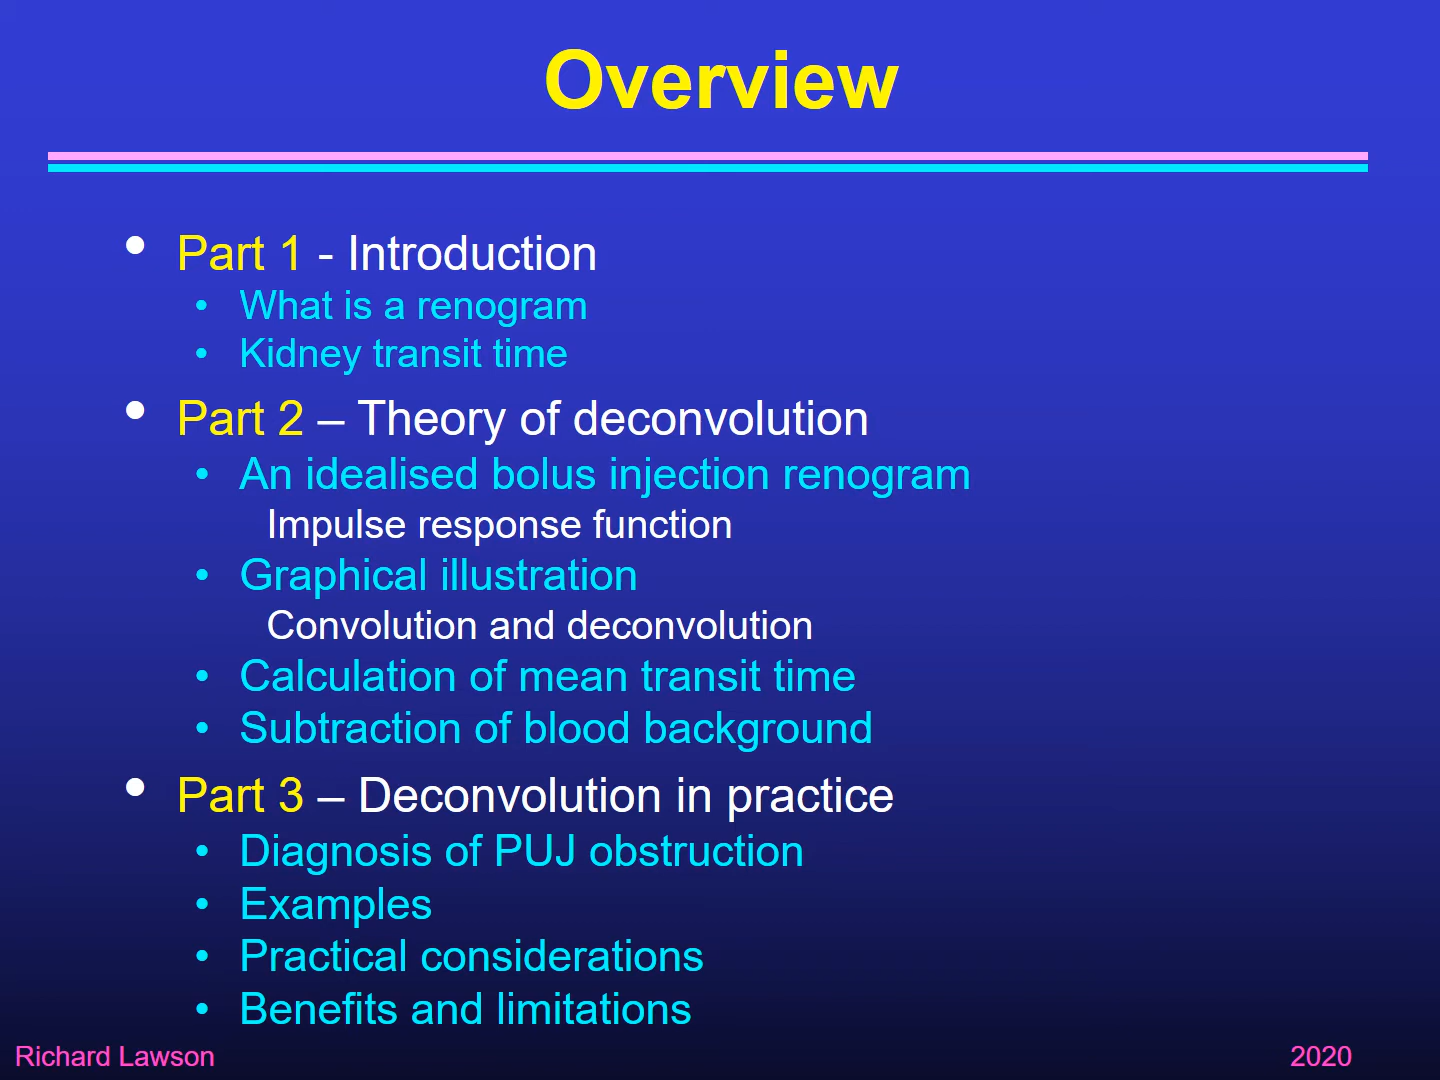 Overview
• Part 1 - Introduction
• What is a renogram
• Kidney transit time
• Part 2 – Theory of deconvolution
• An idealised bolus injection renogram
Impulse response function
• Graphical illustration
Convolution and deconvolution
• Calculation of mean transit time
• Subtraction of blood background
• Part 3 – Deconvolution in practice
• Diagnosis of PUJ obstruction
• Examples
• Practical considerations
• Benefits and limitations
Richard Lawson
2020